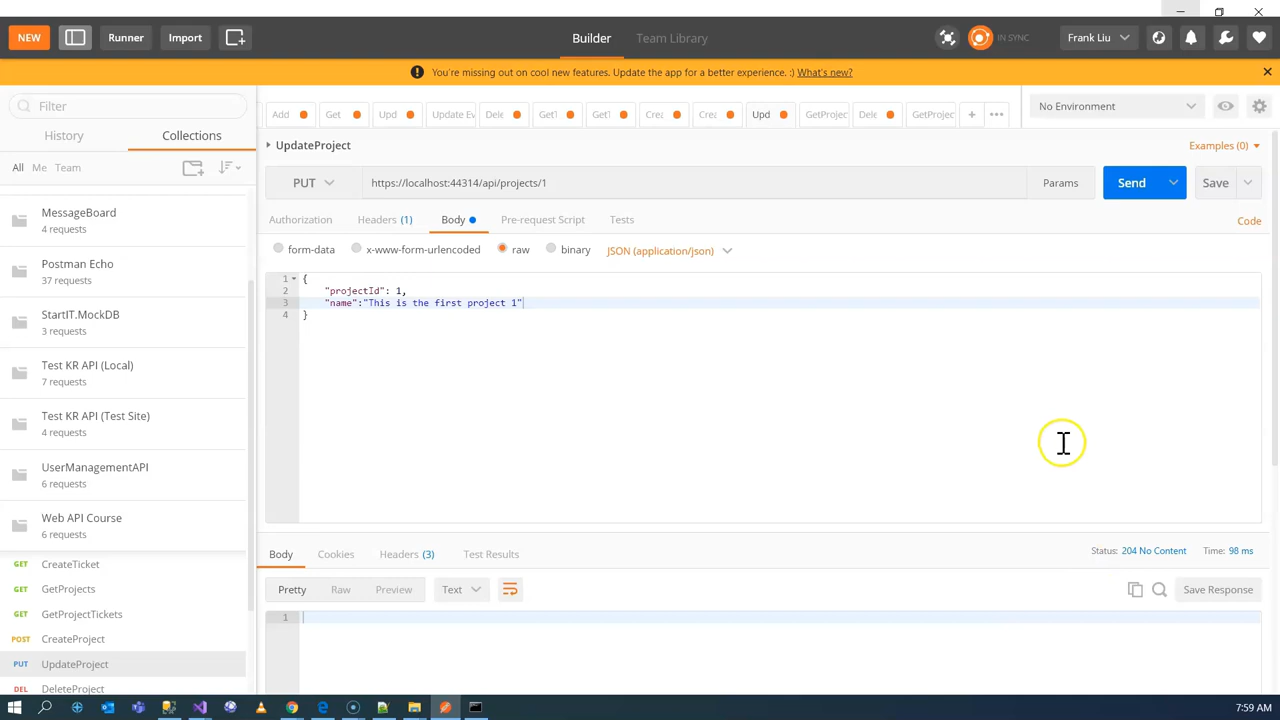 NEW
Runner
Import
Builder
Team Library
IN SYNC
Frank Liu
You're missing out on cool new features. Update the app for a better experience. :) What's new?
Filter
History
Collections
All Me Team
MessageBoard
4 requests
Postman Echo
37 requests
StartIT.MockDB
3 requests
Test KR API (Local)
7 requests
Test KR API (Test Site)
4 requests
UserManagementAPI
6 requests
Web API Course
6 requests
GET CreateTicket
GET GetProjects
GET GetProjectTickets
POST CreateProject
PUT UpdateProject
DEL DeleteProject
Add
Get
Upd
Update Ev
Dele
GetT
GetT
Crea
Crea
Upd
GetProjec
Dele
GetProjec
+
•••
No Environment
UpdateProject
Examples (0)
PUT
https://localhost:44314/api/projects/1
Params
Send
Save
Authorization
Headers (1)
Body
Pre-request Script
Tests
Code
form-data
x-www-form-urlencoded
raw
binary
JSON (application/json)
1 {
2 "projectId": 1,
3 "name":"This is the first project 1"
4 }
Body
Cookies
Headers (3)
Test Results
Status: 204 No Content
Time: 98 ms
Pretty
Raw
Preview
Text
Save Response
1
7:59 AM